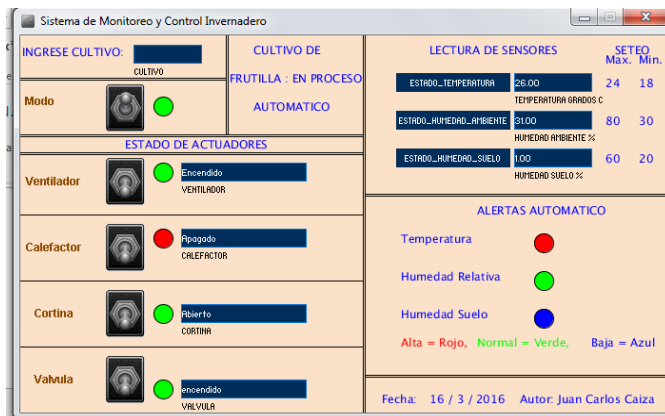 Sistema de Monitoreo y Control Invernadero
INGRESE CULTIVO:
CULTIVO
Modo
CULTIVO DE
FRUTILLA : EN PROCESO
AUTOMATICO
ESTADO DE ACTUADORES
Ventilador
Encendido
VENTILADOR
Calefactor
Apagado
CALEFACTOR
Cortina
Abierto
CORTINA
Valvula
encendido
VALVULA
LECTURA DE SENSORES
SETEO
Max. Min.
ESTADO_TEMPERATURA 26.00 24 18
TEMPERATURA GRADOS C
ESTADO_HUMEDAD_AMBIENTE 31.00 80 30
HUMEDAD AMBIENTE %
ESTADO_HUMEDAD_SUELO 1.00 60 20
HUMEDAD SUELO %
ALERTAS AUTOMATICO
Temperatura
Humedad Relativa
Humedad Suelo
Alta = Rojo, Normal = Verde, Baja = Azul
Fecha: 16 / 3 / 2016 Autor: Juan Carlos Caiza